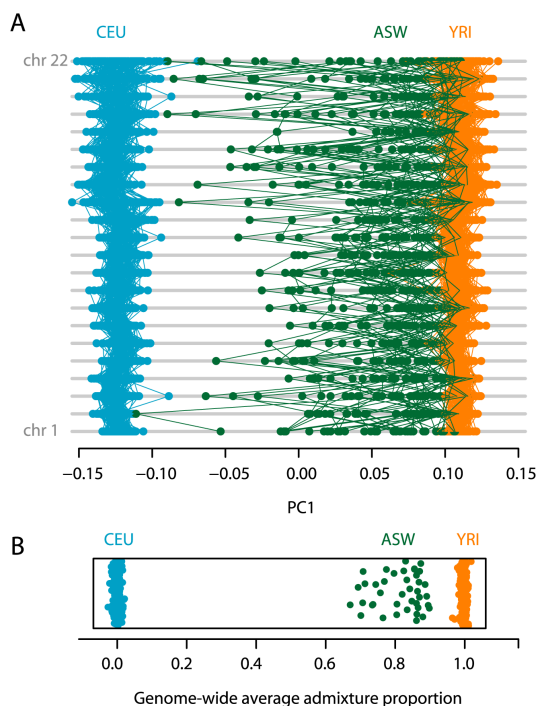 A
CEU ASW YRI
chr 22
chr 1
−0.15 −0.10 −0.05 0.00 0.05 0.10 0.15
PC1
B
CEU ASW YRI
0.0 0.2 0.4 0.6 0.8 1.0
Genome-wide average admixture proportion